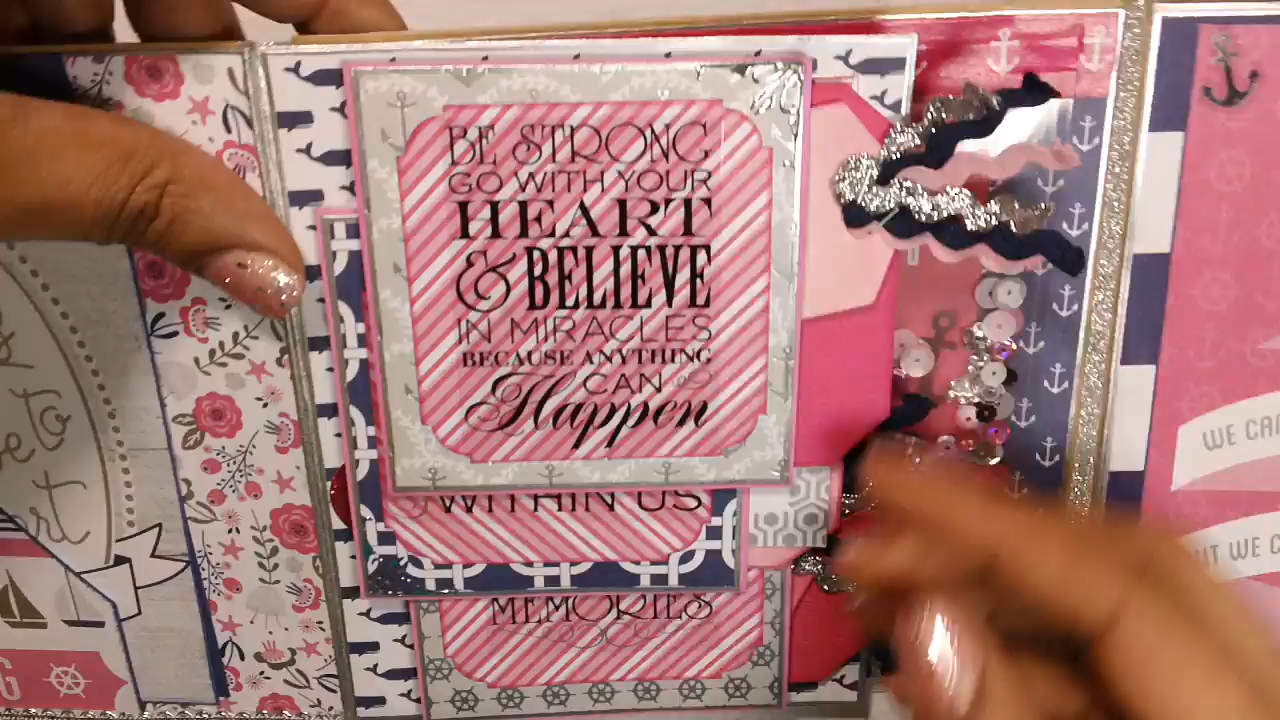 BE STRONG
GO WITH YOUR
HEART
& BELIEVE
IN MIRACLES
BECAUSE ANYTHING
CAN
Happen
WITHIN US
MEMORIES
to
WE CA
UT WE C
G